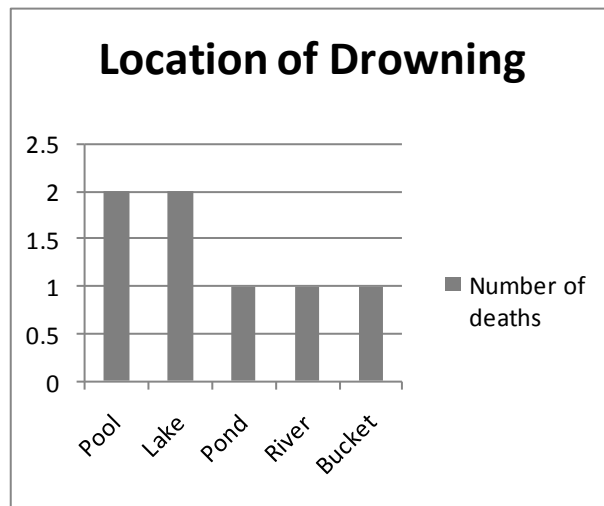 Location of Drowning
2.5
2
1.5
1
0.5
0
Pool
Lake
Pond
River
Bucket
Number of
deaths